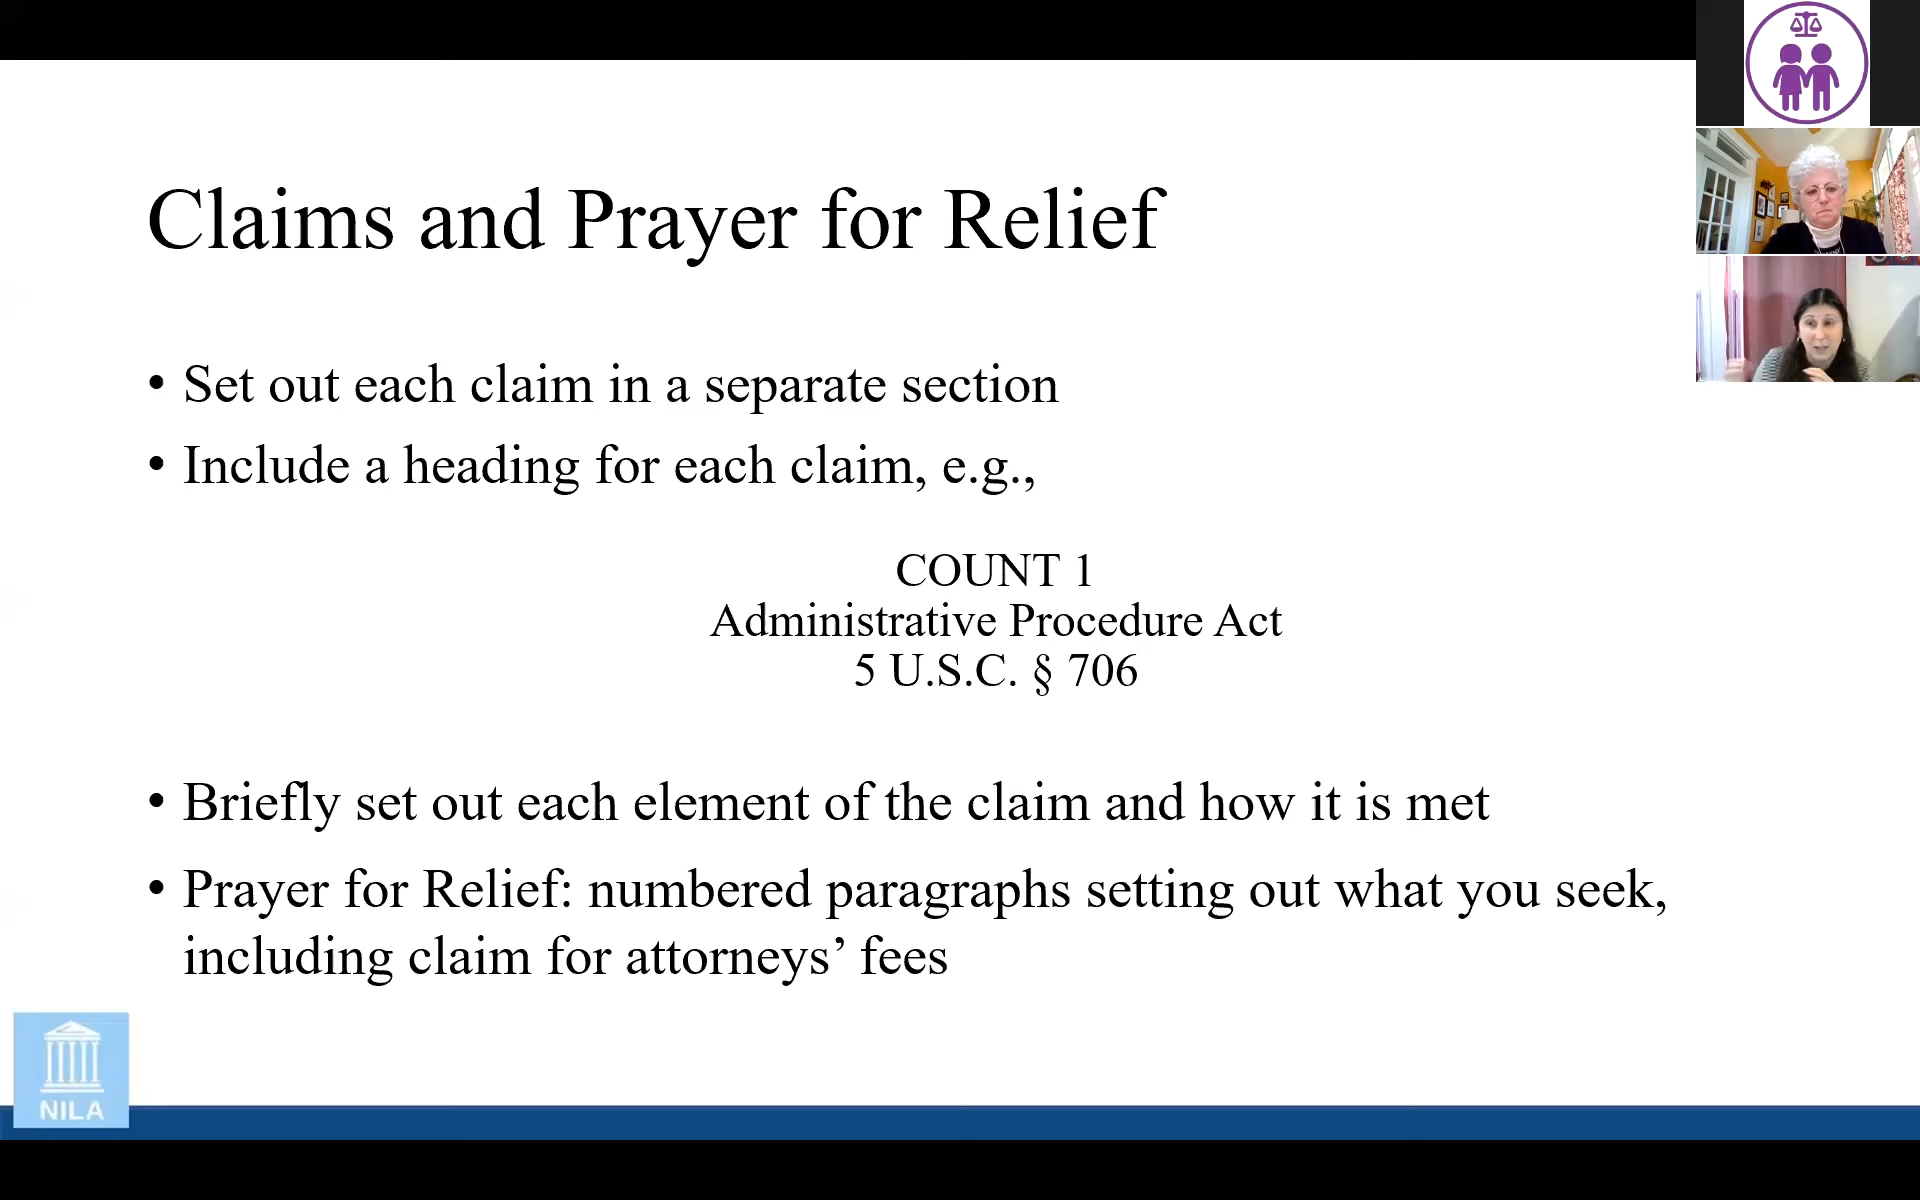 Claims and Prayer for Relief
• Set out each claim in a separate section
• Include a heading for each claim, e.g.,
COUNT 1
Administrative Procedure Act
5 U.S.C. § 706
• Briefly set out each element of the claim and how it is met
• Prayer for Relief: numbered paragraphs setting out what you seek,
including claim for attorneys’ fees
NILA